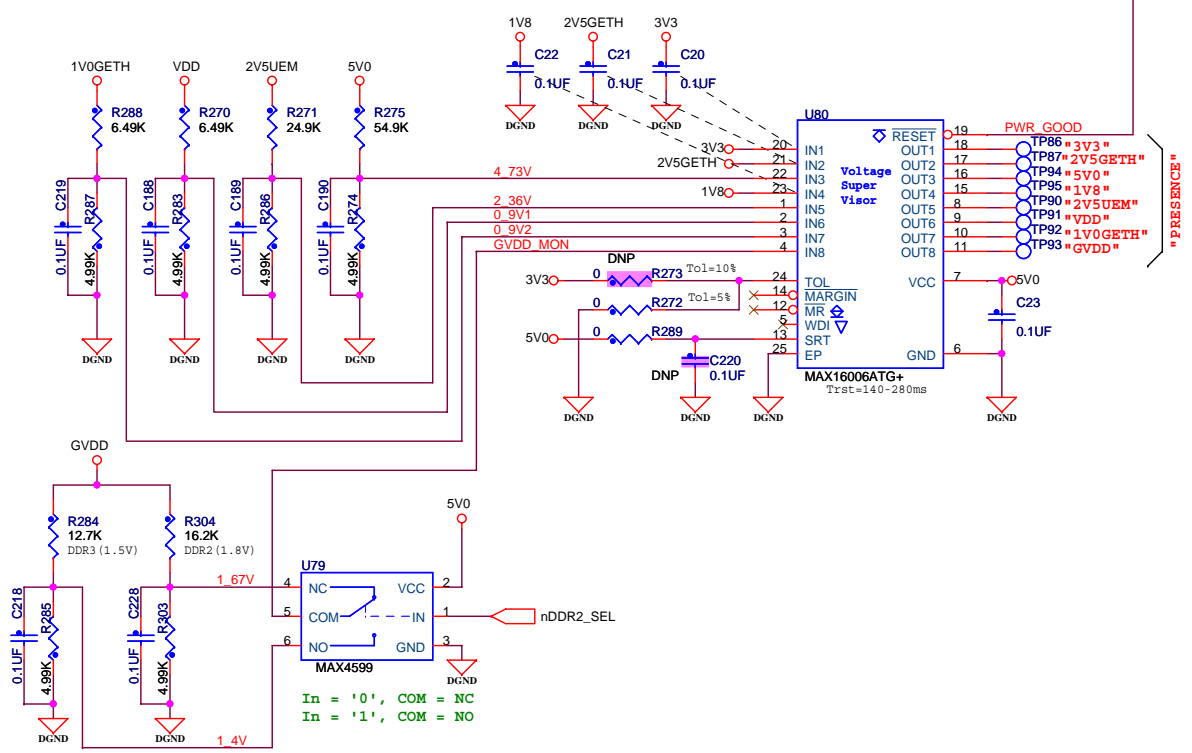 1V8
2V5GETH
3V3
C22
0.1UF
DGND
C21
0.1UF
DGND
C20
0.1UF
DGND
1V0GETH
VDD
2V5UEM
5V0
R288
6.49K
R270
6.49K
R271
24.9K
R275
54.9K
C219
0.1UF
R287
4.99K
C188
0.1UF
R283
4.99K
C189
0.1UF
R286
4.99K
C190
0.1UF
R274
4.99K
DGND
DGND
DGND
DGND
4_73V
2_36V
0_9V1
0_9V2
GVDD_MON
3V3
2V5GETH
1V8
U80
Voltage
Super
Visor
20 IN1
21 IN2
22 IN3
23 IN4
1 IN5
2 IN6
3 IN7
4 IN8
24 TOL
14 MARGIN
12 MR
5 WDI
13 SRT
25 EP
RESET 19
OUT1 18
OUT2 17
OUT3 16
OUT4 15
OUT5 8
OUT6 9
OUT7 10
OUT8 11
VCC 7
GND 6
MAX16006ATG+
Trst=140-280ms
PWR_GOOD
TP86 "3V3"
TP87 "2V5GETH"
TP94 "5V0"
TP95 "1V8"
TP90 "2V5UEM"
TP91 "VDD"
TP92 "1V0GETH"
TP93 "GVDD"
"PRESENCE"
5V0
C23
0.1UF
DGND
DNP
3V3
0
R273
Tol=10%
0
R272
Tol=5%
5V0
0
R289
C220
DNP
0.1UF
DGND
DGND
DGND
GVDD
R284
12.7K
DDR3(1.5V)
R304
16.2K
DDR2(1.8V)
C218
0.1UF
R285
4.99K
C228
0.1UF
R303
4.99K
DGND
DGND
1_67V
1_4V
5V0
U79
4 NC
5 COM
6 NO
VCC 2
IN 1
GND 3
MAX4599
nDDR2_SEL
DGND
In = '0', COM = NC
In = '1', COM = NO